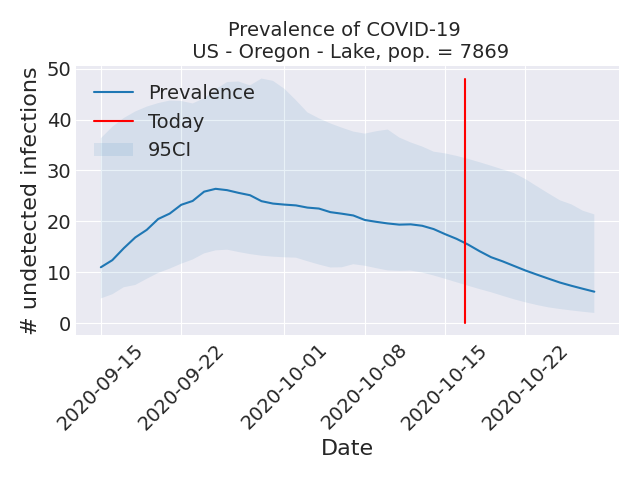 Prevalence of COVID-19
US - Oregon - Lake, pop. = 7869
# undetected infections
50
40
30
20
10
0
Prevalence
Today
95CI
2020-09-15
2020-09-22
2020-10-01
2020-10-08
2020-10-15
2020-10-22
Date